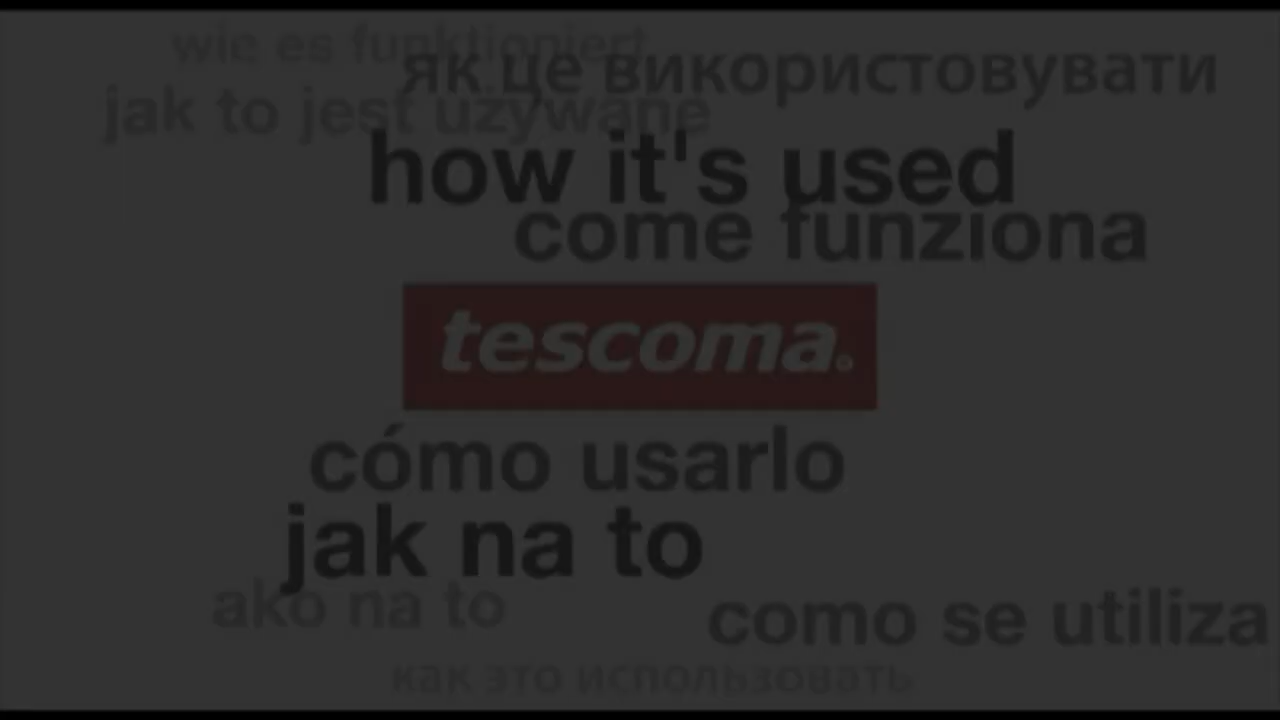 wie es funktioniert
як це використовувати
jak to jest używane
how it's used
come funziona
tescoma.
cómo usarlo
jak na to
ako na to
como se utiliza
как это использовать